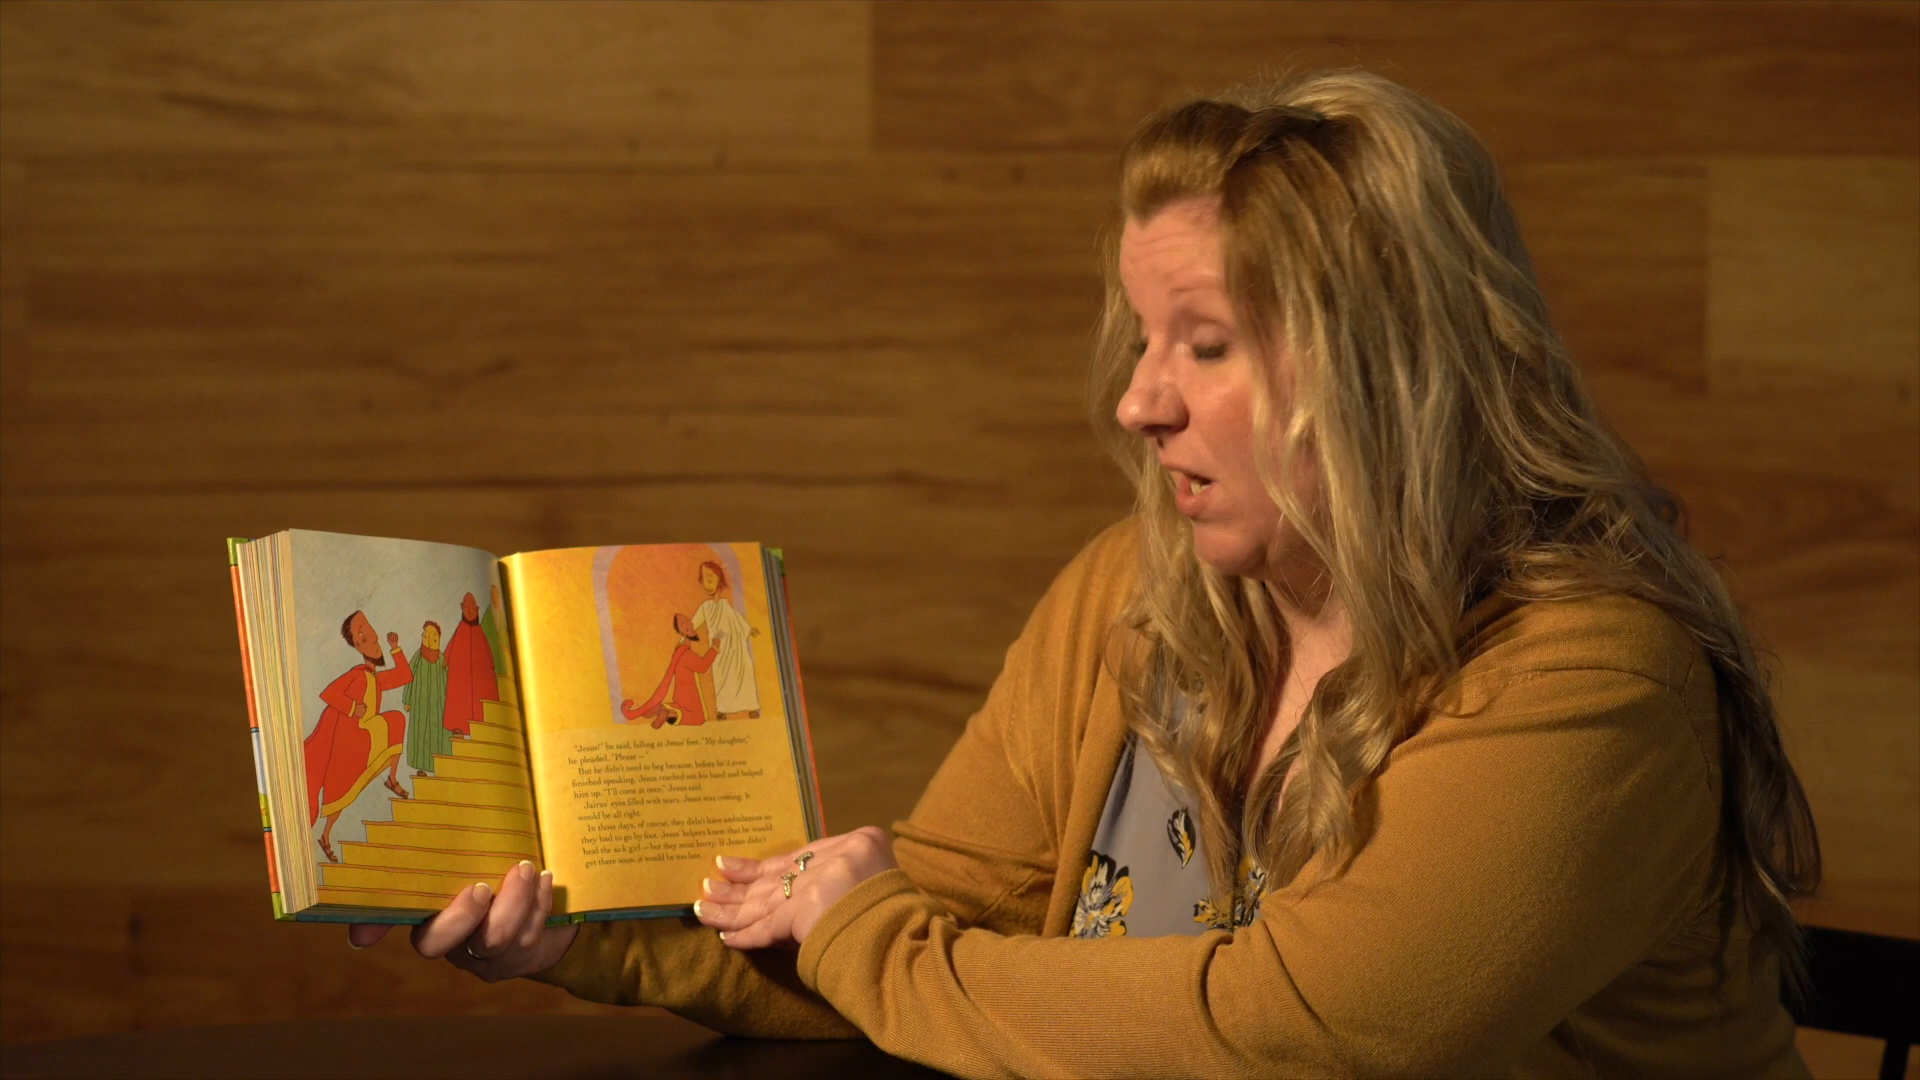 "Jesus!" he said, falling at Jesus' feet. "My daughter,"
he pleaded. "Please —"
But he didn't need to beg because, before he'd even
finished speaking, Jesus reached out his hand and helped
him up. "I'll come at once," Jesus said.
Jairus' eyes filled with tears. Jesus was coming. It
would be all right.
In those days, of course, they didn't have ambulances so
they had to go by foot. Jesus' helpers knew that he would
heal the sick girl — but they must hurry. If Jesus didn't
get there soon, it would be too late.